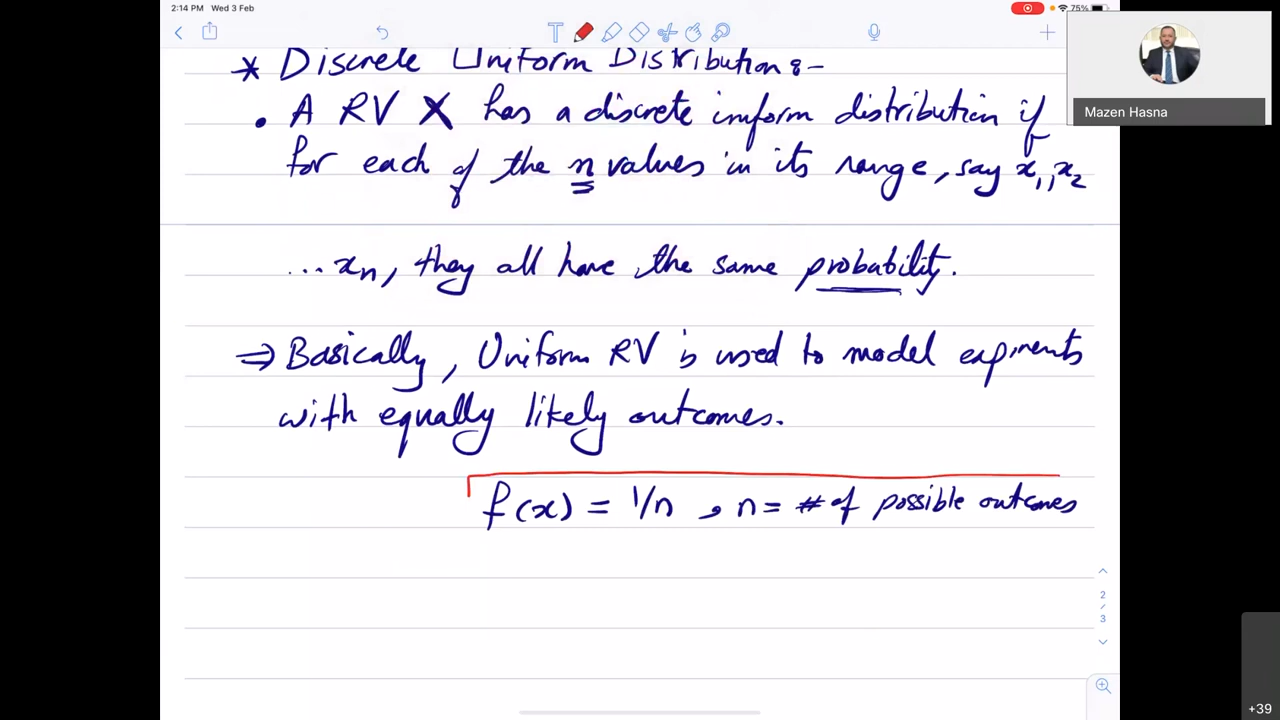 2:14 PM Wed 3 Feb
75%
* Discrete Uniform Distribution :-
• A RV X has a discrete uniform distribution if
for each of the n values in its range, say x₁, x₂
... xₙ, they all have the same probability.
⇒ Basically, Uniform RV is used to model expirments
with equally likely outcomes.
f(x) = 1/n , n = # of possible outcomes
Mazen Hasna
2
/
3
+39